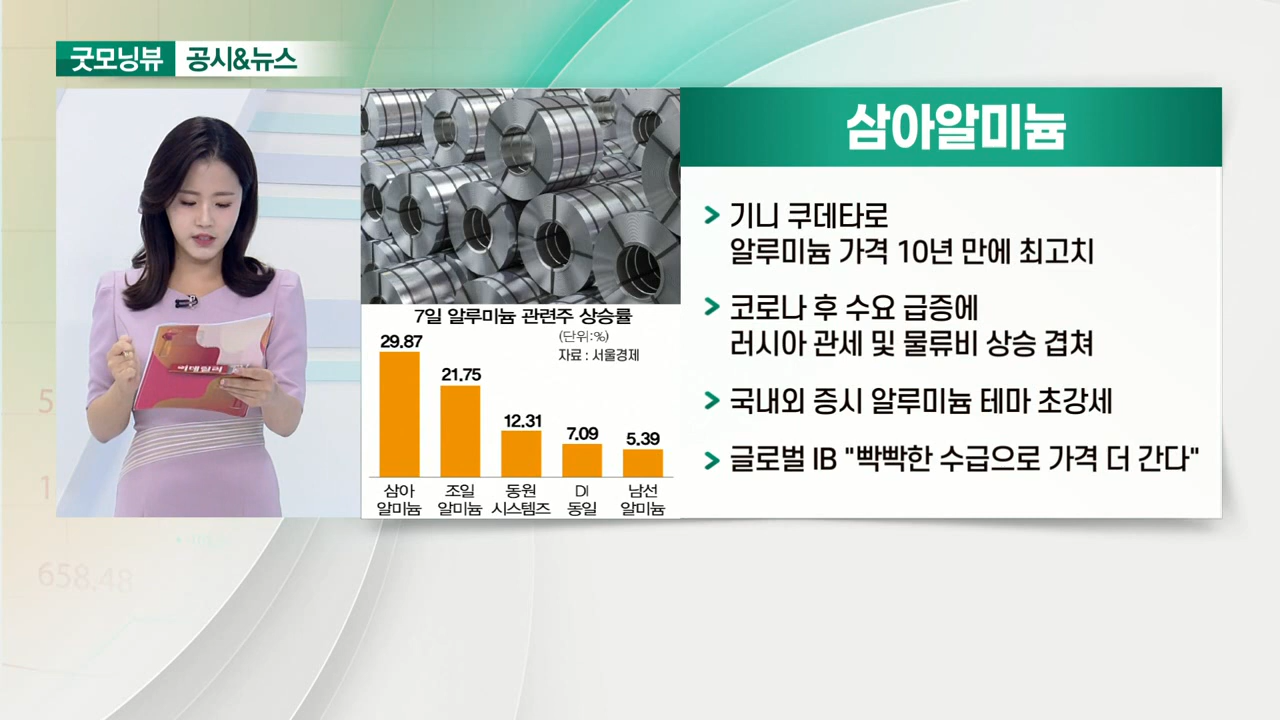 굿모닝뷰 공시&뉴스
삼아알미늄
기니 쿠데타로
알루미늄 가격 10년 만에 최고치
코로나 후 수요 급증에
러시아 관세 및 물류비 상승 겹쳐
국내외 증시 알루미늄 테마 초강세
글로벌 IB "빡빡한 수급으로 가격 더 간다"
7일 알루미늄 관련주 상승률
(단위:%)
자료 : 서울경제
29.87
21.75
12.31
7.09
5.39
삼아 알미늄
조일 알미늄
동원 시스템즈
DI 동일
남선 알미늄
이데일리
658.48